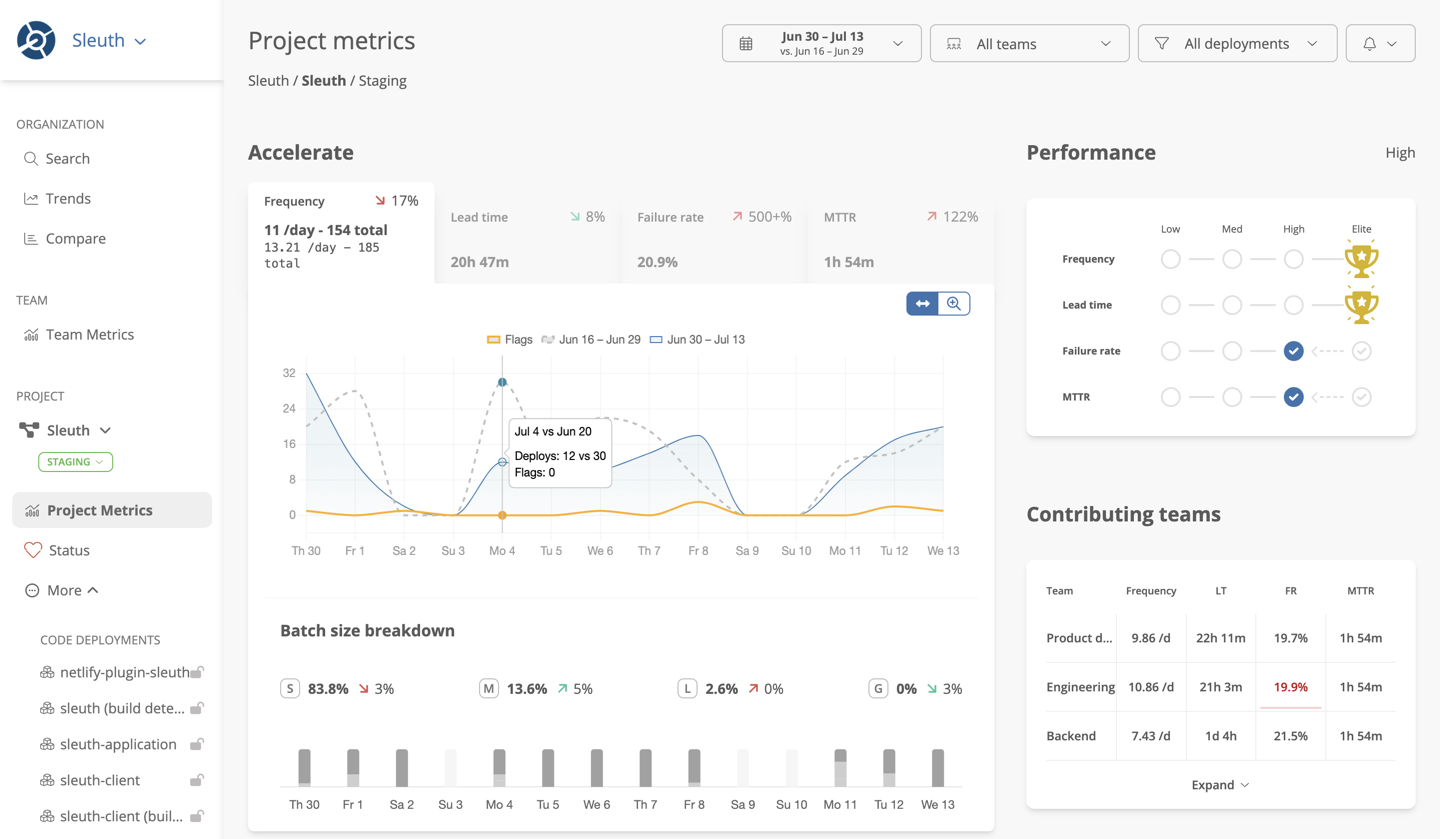 Sleuth
ORGANIZATION
Search
Trends
Compare
TEAM
Team Metrics
PROJECT
Sleuth
STAGING
Project Metrics
Status
More
CODE DEPLOYMENTS
netlify-plugin-sleuth
sleuth (build dete...
sleuth-application
sleuth-client
sleuth-client (buil...
Project metrics
Sleuth / Sleuth / Staging
Jun 30 – Jul 13
vs. Jun 16 – Jun 29
All teams
All deployments
Accelerate
Frequency 17%
11 /day - 154 total
13.21 /day – 185
total
Lead time 8%
20h 47m
Failure rate 500+%
20.9%
MTTR 122%
1h 54m
Flags Jun 16 – Jun 29 Jun 30 – Jul 13
32
24
16
8
0
Jul 4 vs Jun 20
Deploys: 12 vs 30
Flags: 0
Th 30 Fr 1 Sa 2 Su 3 Mo 4 Tu 5 We 6 Th 7 Fr 8 Sa 9 Su 10 Mo 11 Tu 12 We 13
Batch size breakdown
S 83.8% 3% M 13.6% 5% L 2.6% 0% G 0% 3%
Th 30 Fr 1 Sa 2 Su 3 Mo 4 Tu 5 We 6 Th 7 Fr 8 Sa 9 Su 10 Mo 11 Tu 12 We 13
Performance High
Low Med High Elite
Frequency
Lead time
Failure rate
MTTR
Contributing teams
Team Frequency LT FR MTTR
Product d... 9.86 /d 22h 11m 19.7% 1h 54m
Engineering 10.86 /d 21h 3m 19.9% 1h 54m
Backend 7.43 /d 1d 4h 21.5% 1h 54m
Expand